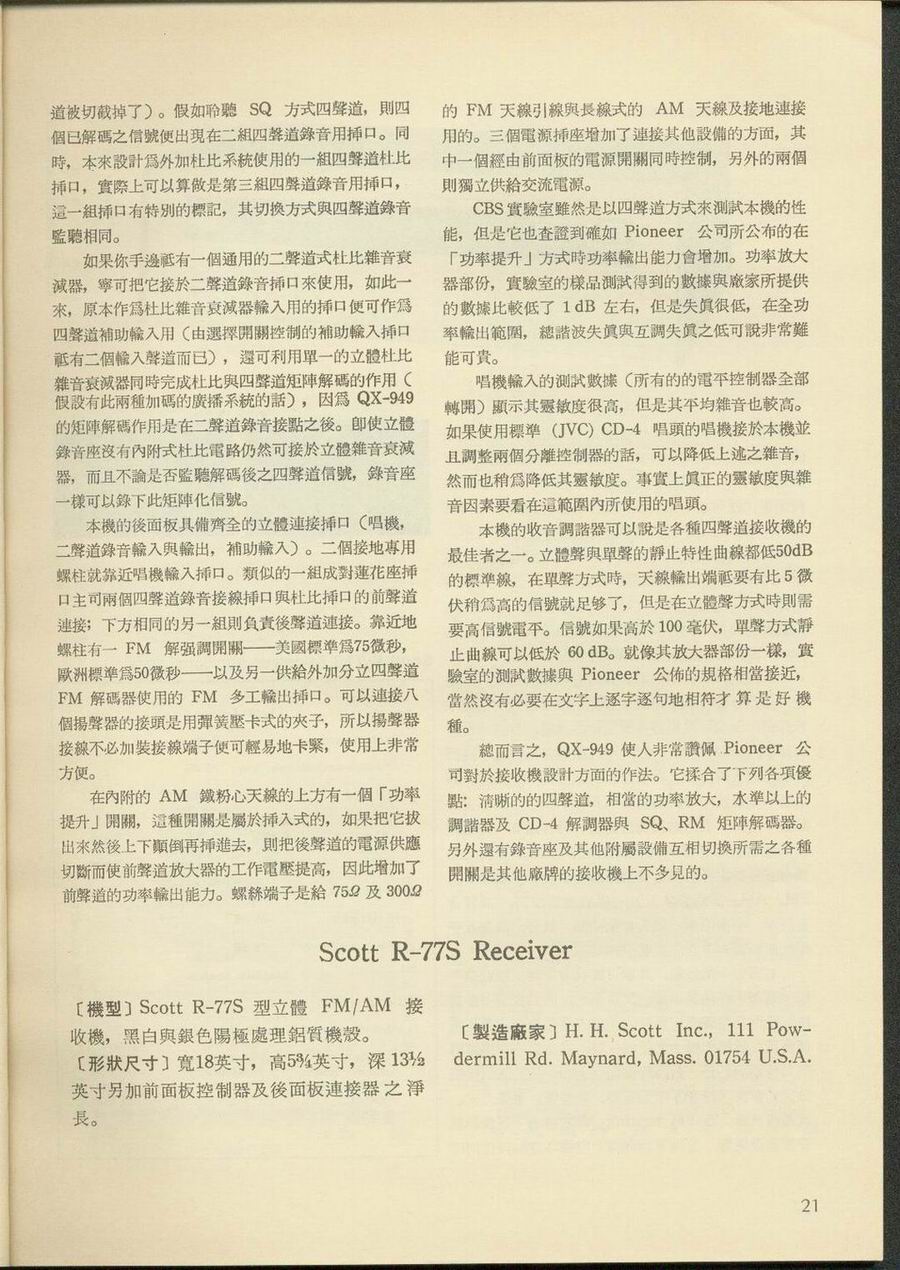 道被切截掉了)。假如聆聽 SQ 方式四聲道，則四
個已解碼之信號便出現在二組四聲道錄音用揷口。同
時，本來設計爲外加杜比系統使用的一組四聲道杜比
揷口，實際上可以算做是第三組四聲道錄音用揷口，
這一組揷口有特別的標記，其切換方式與四聲道錄音
監聽相同。
如果你手邊祗有一個通用的二聲道式杜比雜音衰
減器，寧可把它接於二聲道錄音揷口來使用，如此一
來，原本作爲杜比雜音衰減器輸入用的揷口便可作爲
四聲道補助輸入用(由選擇開關控制的補助輸入揷口
祗有二個輸入聲道而已)，還可利用單一的立體杜比
雜音衰減器同時完成杜比與四聲道矩陣解碼的作用(
假設有此兩種加碼的廣播系統的話)，因爲 QX-949
的矩陣解碼作用是在二聲道錄音接點之後。卽使立體
錄音座沒有內附式杜比電路仍然可接於立體雜音衰減
器，而且不論是否監聽解碼後之四聲道信號，錄音座
一樣可以錄下此矩陣化信號。
本機的後面板具備齊全的立體連接揷口(唱機，
二聲道錄音輸入與輸出，補助輸入)。二個接地專用
螺柱就靠近唱機輸入揷口。類似的一組成對蓮花座揷
口主可兩個四聲道錄音接線揷口與杜比揷口的前聲道
連接；下方相同的另一組則負責後聲道連接。靠近地
螺柱有一 FM 解强調開關——美國標準爲75微秒，
歐洲標準爲50微秒——以及另一供給外加分立四聲道
FM 解碼器使用的 FM 多工輸出揷口。可以連接八
個揚聲器的接頭是用彈簧壓卡式的夾子，所以揚聲器
接線不必加裝接線端子便可輕易地卡緊，使用上非常
方便。
在內附的 AM 鐵粉心天線的上方有一個「功率
提升」開關，這種開關是屬於揷入式的，如果把它拔
出來然後上下顚倒再揷進去，則把後聲道的電源供應
切斷而使前聲道放大器的工作電壓提高，因此增加了
前聲道的功率輸出能力。螺絲端子是給 75Ω 及 300Ω
的 FM 天線引線與長線式的 AM 天線及接地連接
用的。三個電源揷座增加了連接其他設備的方面，其
中一個經由前面板的電源開關同時控制，另外的兩個
則獨立供給交流電源。
CBS實驗室雖然是以四聲道方式來測試本機的性
能，但是它也查證到確如 Pioneer 公司所公布的在
「功率提升」方式時功率輸出能力會增加。功率放大
器部份，實驗室的樣品測試得到的數據與廠家所提供
的數據比較低了 1 dB 左右，但是失眞很低，在全功
率輸出範圍，總諧波失眞與互調失眞之低可說非常難
能可貴。
唱機輸入的測試數據(所有的的電平控制器全部
轉開)顯示其靈敏度很高，但是其平均雜音也較高。
如果使用標準 (JVC) CD-4 唱頭的唱機接於本機並
且調整兩個分離控制器的話，可以降低上述之雜音，
然而也稍爲降低其靈敏度。事實上眞正的靈敏度與雜
音因素要看在這範圍內所使用的唱頭。
本機的收音調諧器可以說是各種四聲道接收機的
最佳者之一。立體聲與單聲的靜止特性曲線都低50dB
的標準線，在單聲方式時，天線輸出端祗要有比 5 微
伏稍爲高的信號就足够了，但是在立體聲方式時則需
要高信號電平。信號如果高於 100 毫伏，單聲方式靜
止曲線可以低於 60 dB。就像其放大器部份一樣，實
驗室的測試數據與 Pioneer 公佈的規格相當接近，
當然沒有必要在文字上逐字逐句地相符才算是好機
種。
總而言之，QX-949 使人非常讚佩 Pioneer 公
司對於接收機設計方面的作法。它揉合了下列各項優
點：清晰的的四聲道，相當的功率放大，水準以上的
調諧器及 CD-4 解調器與 SQ、RM 矩陣解碼器。
另外還有錄音座及其他附屬設備互相切換所需之各種
開關是其他廠牌的接收機上不多見的。
Scott R-77S Receiver
〔機型〕Scott R-77S 型立體 FM/AM 接
收機，黑白與銀色陽極處理鋁質機殼。
〔形狀尺寸〕寬18英寸，高5¾英寸，深 13½
英寸另加前面板控制器及後面板連接器之淨
長。
〔製造廠家〕H. H. Scott Inc., 111 Pow-
dermill Rd. Maynard, Mass. 01754 U.S.A.
21